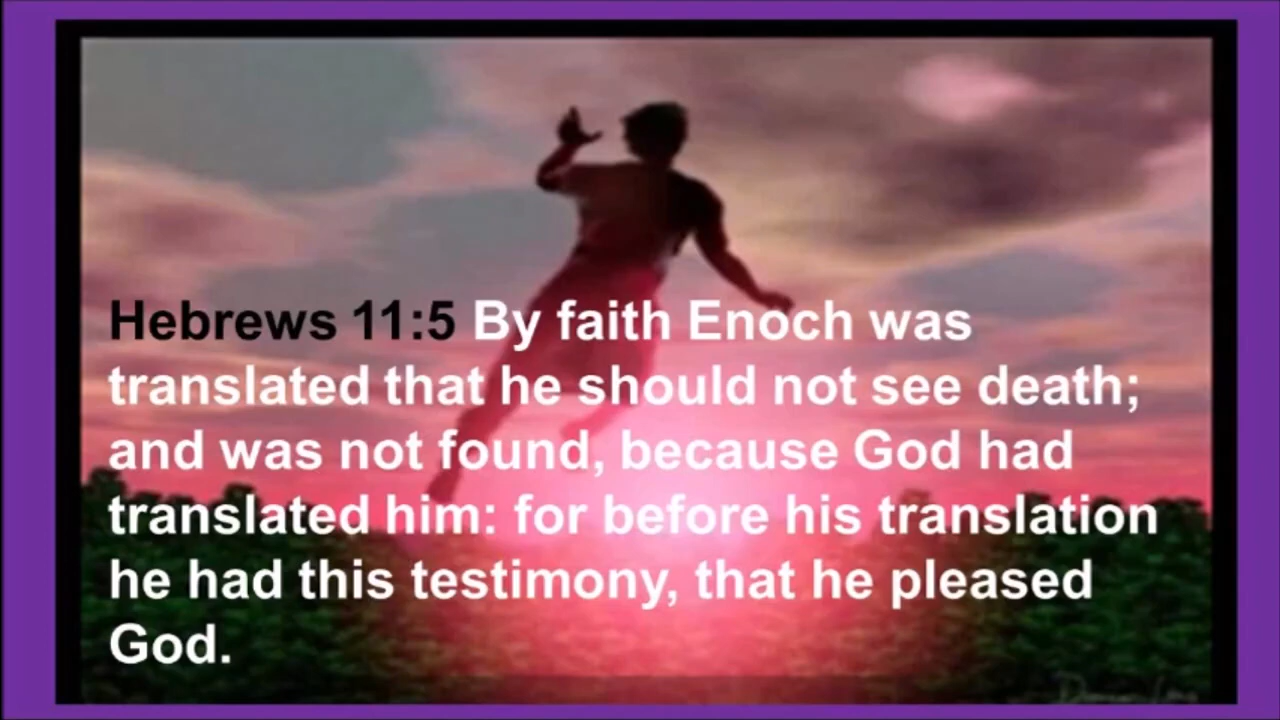 Hebrews 11:5 By faith Enoch was
translated that he should not see death;
and was not found, because God had
translated him: for before his translation
he had this testimony, that he pleased
God.